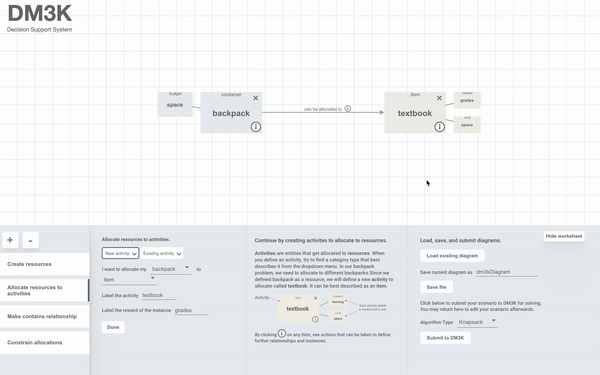 DM3K
Decision Support System
budget
space
container
backpack
can be allocated to
item
textbook
reward
grades
cost
space
Hide worksheet
Create resources
Allocate resources to
activities
Make contains relationship
Constrain allocations
Allocate resources to activities.
New activity
Existing activity
I want to allocate my backpack to
Item
Label the activity textbook
Label the reward of the instance grades
Done
Continue by creating activites to allocate to resources.
Activities are entities that get allocated to resources. When
you define an activity, try to find a category type that best
describes it from the dropdown menu. In our backpack
problem, we need to allocate to different backpacks.Since we
defined backpack as a resource, we will define a new activity to
allocate called textbook. It can be best described as an item.
Activity
textbook
By clicking i on any item, we actions that can be taken to define
further relationships and instances.
Load, save, and submit diagrams.
Load existing diagram
Save current diagram as dm3kDiagram
Save file
Click below to submit your scenario to DM3K for solving.
You may return here to edit your scenario afterwards.
Algorithm Type Knapsack
Submit to DM3K